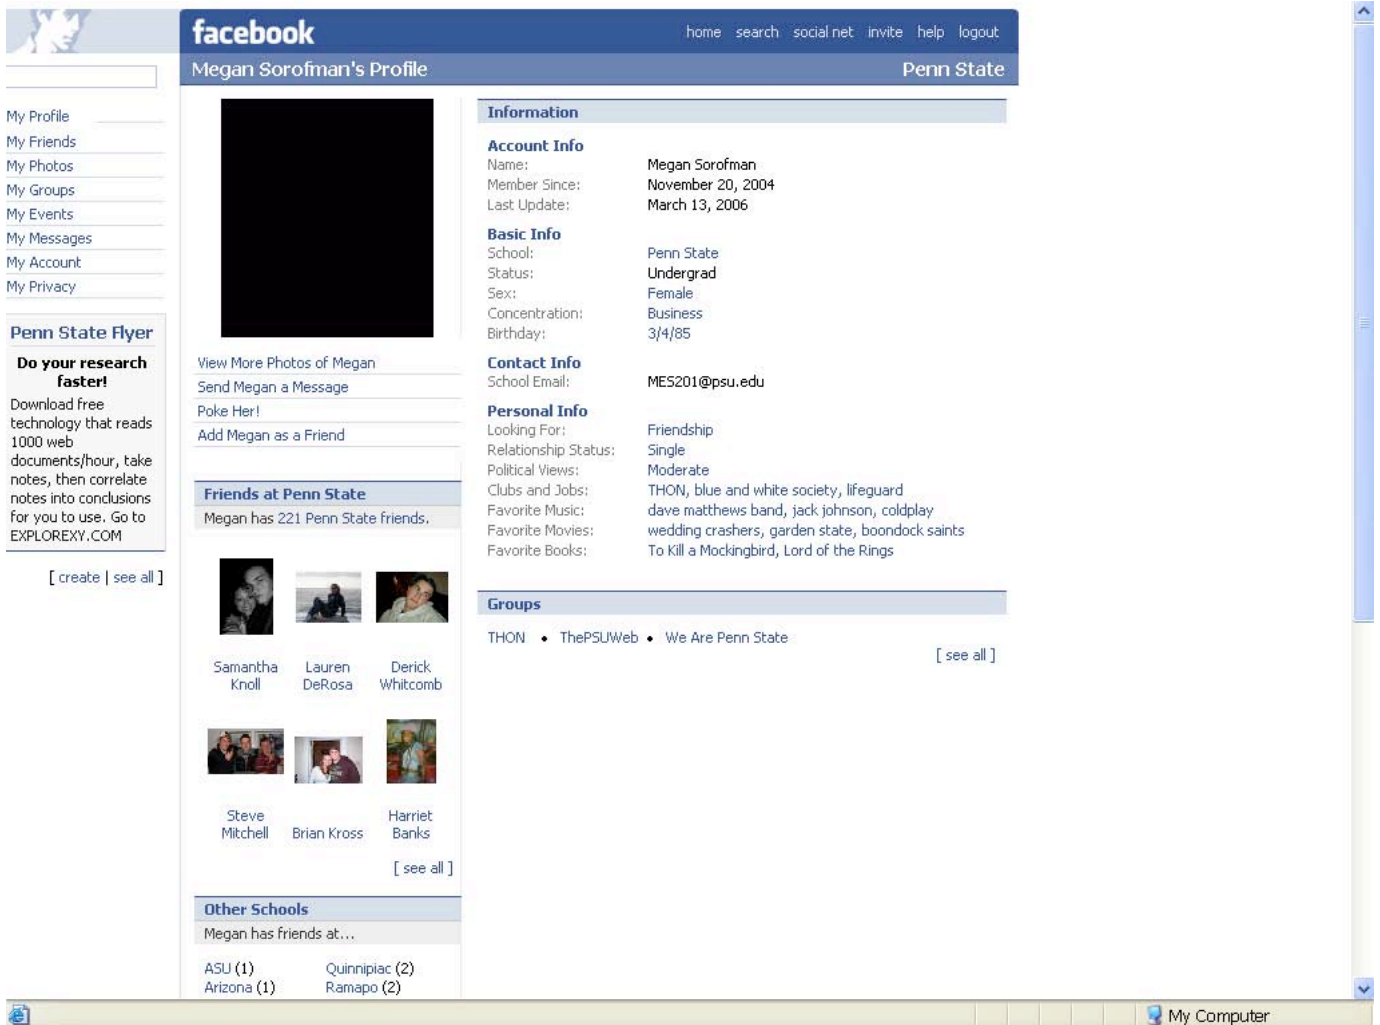 facebook
home search social net invite help logout
Megan Sorofman's Profile Penn State
My Profile
My Friends
My Photos
My Groups
My Events
My Messages
My Account
My Privacy
Penn State Flyer
Do your research
faster!
Download free
technology that reads
1000 web
documents/hour, take
notes, then correlate
notes into conclusions
for you to use. Go to
EXPLOREXY.COM
[ create | see all ]
View More Photos of Megan
Send Megan a Message
Poke Her!
Add Megan as a Friend
Friends at Penn State
Megan has 221 Penn State friends.
Samantha Knoll
Lauren DeRosa
Derick Whitcomb
Steve Mitchell
Brian Kross
Harriet Banks
[ see all ]
Other Schools
Megan has friends at...
ASU (1) Quinnipiac (2)
Arizona (1) Ramapo (2)
Information
Account Info
Name: Megan Sorofman
Member Since: November 20, 2004
Last Update: March 13, 2006
Basic Info
School: Penn State
Status: Undergrad
Sex: Female
Concentration: Business
Birthday: 3/4/85
Contact Info
School Email: MES201@psu.edu
Personal Info
Looking For: Friendship
Relationship Status: Single
Political Views: Moderate
Clubs and Jobs: THON, blue and white society, lifeguard
Favorite Music: dave matthews band, jack johnson, coldplay
Favorite Movies: wedding crashers, garden state, boondock saints
Favorite Books: To Kill a Mockingbird, Lord of the Rings
Groups
THON • ThePSUWeb • We Are Penn State
[ see all ]
My Computer